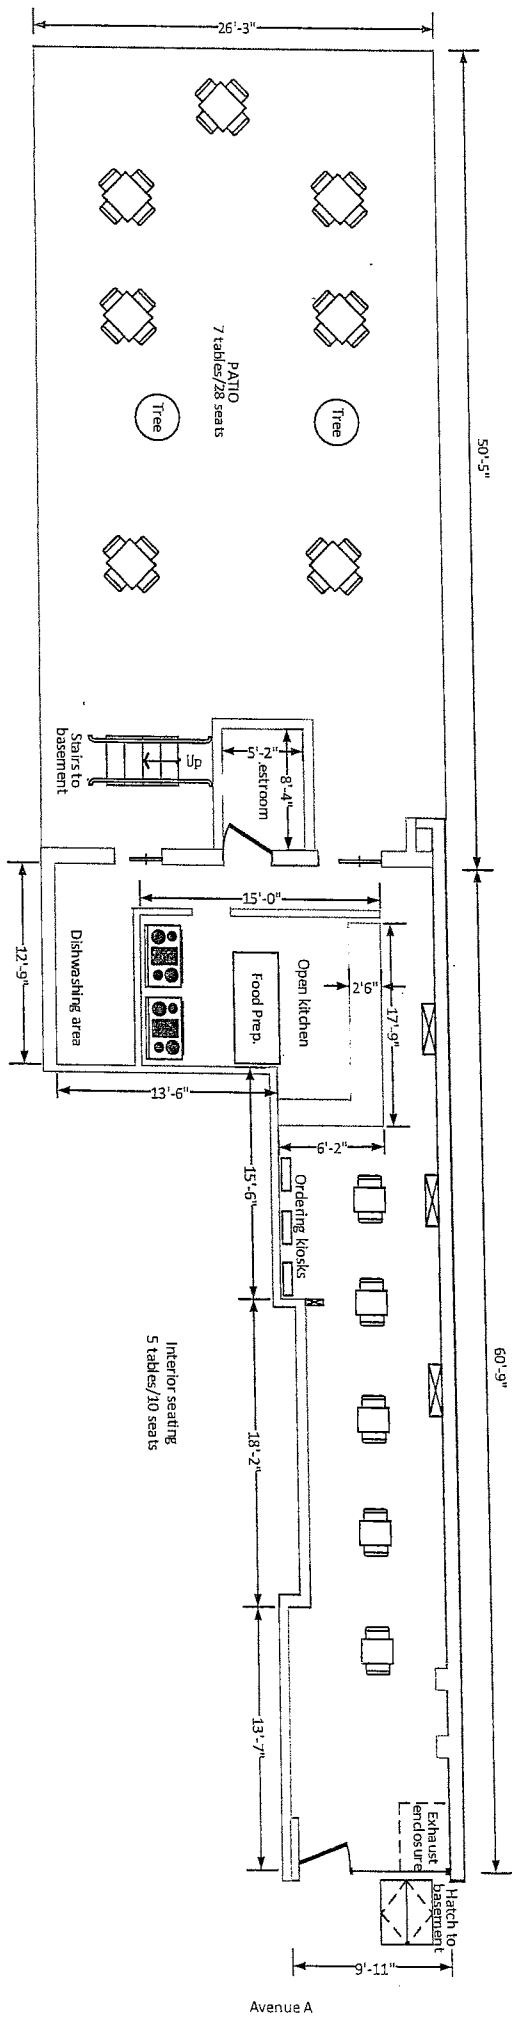 26'-3"
50'-5"
PATIO
7 tables/28 seats
Tree
Tree
Stairs to
basement
Up
5'-2"
8'-4"
estroom
15'-0"
12'-9"
Dishwashing area
Food Prep.
Open kitchen
2'6"
17'-9"
13'-6"
6'-2"
15'-6"
Ordering kiosks
60'-9"
Interior seating
5 tables/10 seats
18'-2"
13'-7"
Exhaust
enclosure
Hatch to
basement
9'-11"
Avenue A